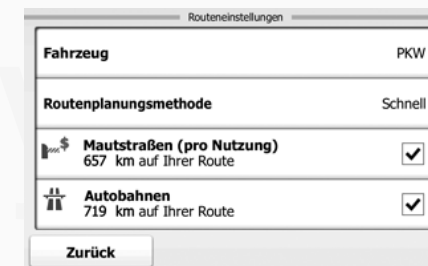 Routeneinstellungen
Fahrzeug PKW
Routenplanungsmethode Schnell
$ Mautstraßen (pro Nutzung)
657 km auf Ihrer Route
Autobahnen
719 km auf Ihrer Route
Zurück